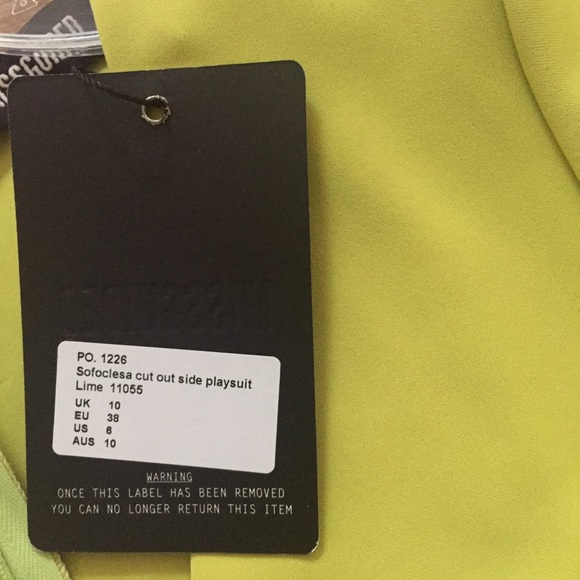 PO. 1226
Sofoclesa cut out side playsuit
Lime 11055
UK 10
EU 38
US 6
AUS 10
WARNING
ONCE THIS LABEL HAS BEEN REMOVED
YOU CAN NO LONGER RETURN THIS ITEM